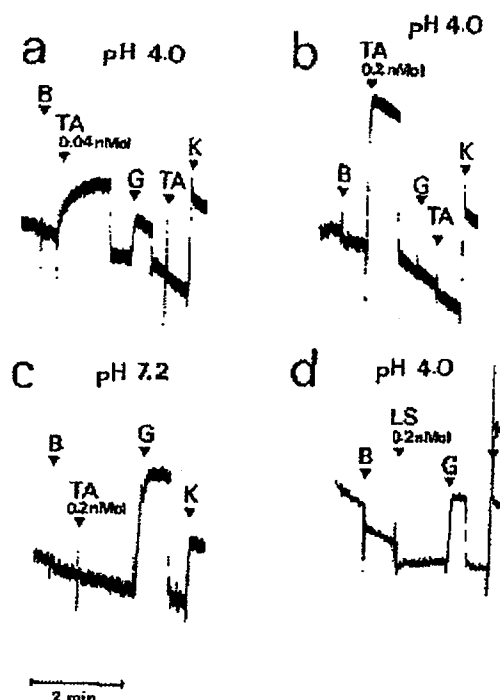 a pH 4.0
B
TA
0.04 nMol
G TA K
b pH 4.0
TA
0.2 nMol
B G TA K
c pH 7.2
B
TA
0.2 nMol
G K
d pH 4.0
LS
0.2 nMol
B G
2 min